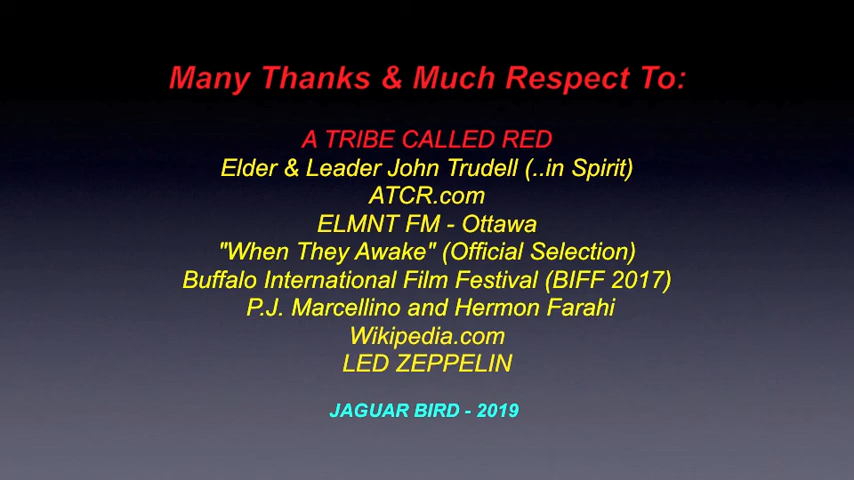 Many Thanks & Much Respect To:
A TRIBE CALLED RED
Elder & Leader John Trudell (..in Spirit)
ATCR.com
ELMNT FM - Ottawa
"When They Awake" (Official Selection)
Buffalo International Film Festival (BIFF 2017)
P.J. Marcellino and Hermon Farahi
Wikipedia.com
LED ZEPPELIN
JAGUAR BIRD - 2019